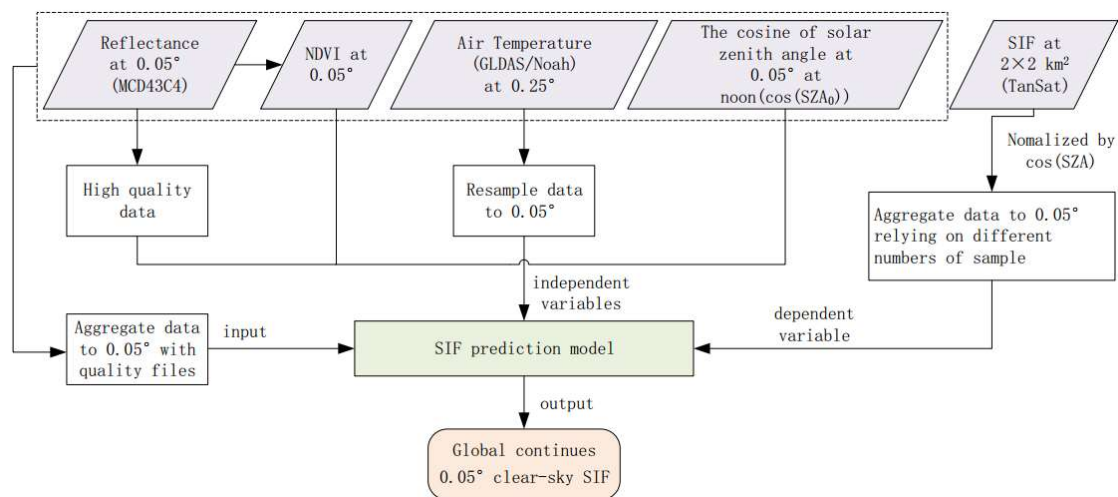 Reflectance
at 0.05°
(MCD43C4)
NDVI at
0.05°
Air Temperature
(GLDAS/Noah)
at 0.25°
The cosine of solar
zenith angle at
0.05° at
noon(cos(SZA₀))
SIF at
2×2 km²
(TanSat)
Nomalized by
cos(SZA)
High quality
data
Resample data
to 0.05°
Aggregate data to 0.05°
relying on different
numbers of sample
independent
variables
dependent
variable
Aggregate data
to 0.05° with
quality files
input
SIF prediction model
output
Global continues
0.05° clear-sky SIF